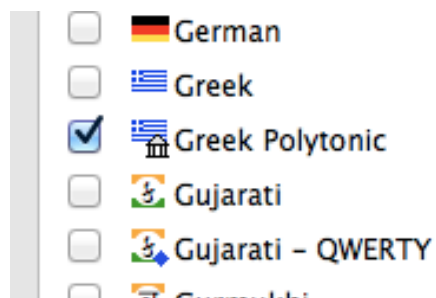 German
Greek
Greek Polytonic
Gujarati
Gujarati – QWERTY